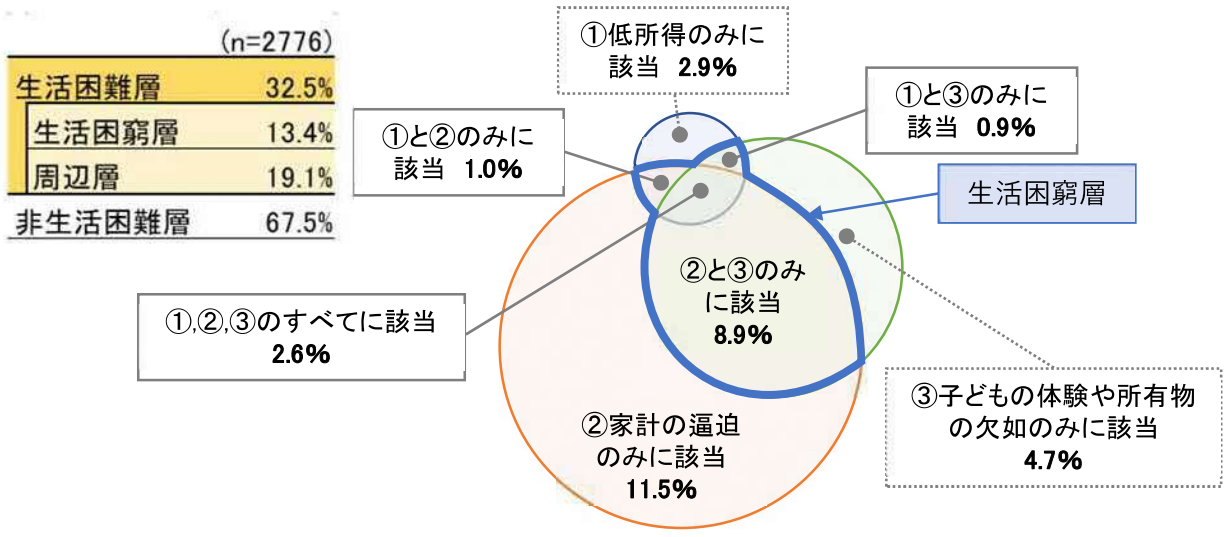 (n=2776)
生活困難層 32.5%
生活困窮層 13.4%
周辺層 19.1%
非生活困難層 67.5%
①低所得のみに
該当 2.9%
①と③のみに
該当 0.9%
①と②のみに
該当 1.0%
生活困窮層
②と③のみ
に該当
8.9%
①,②,③のすべてに該当
2.6%
③子どもの体験や所有物
の欠如のみに該当
4.7%
②家計の逼迫
のみに該当
11.5%